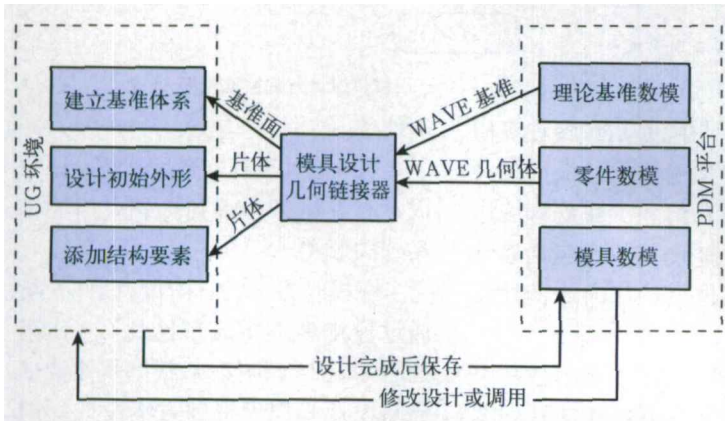 UG 环境
建立基准体系
设计初始外形
添加结构要素
基准面
片体
片体
模具设计
几何链接器
WAVE 基准
WAVE 几何体
理论基准数模
零件数模
模具数模
PDM 平台
设计完成后保存
修改设计或调用